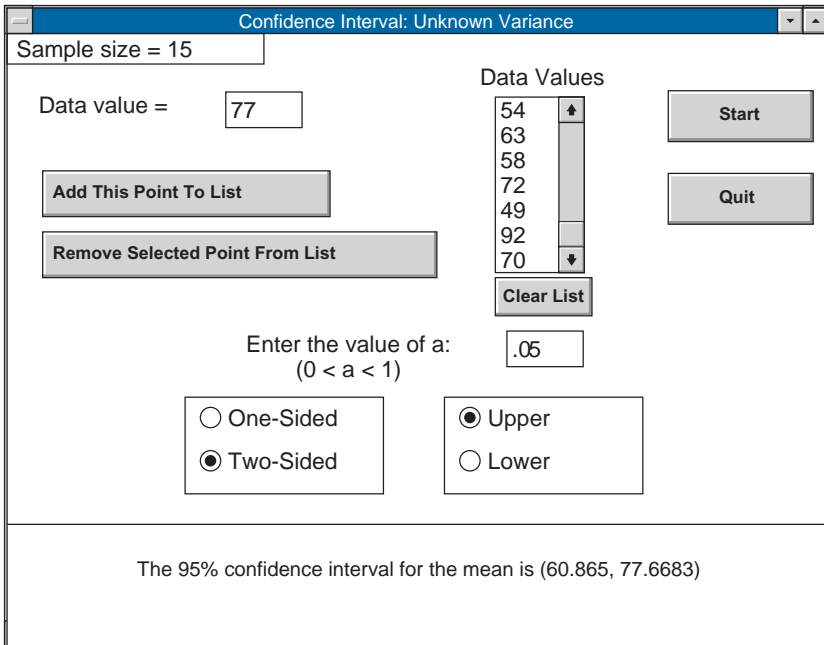 Confidence Interval: Unknown Variance
Sample size = 15
Data value = 77
Data Values
54
63
58
72
49
92
70
Start
Quit
Add This Point To List
Remove Selected Point From List
Clear List
Enter the value of a: .05
(0 < a < 1)
One-Sided
Two-Sided
Upper
Lower
The 95% confidence interval for the mean is (60.865, 77.6683)